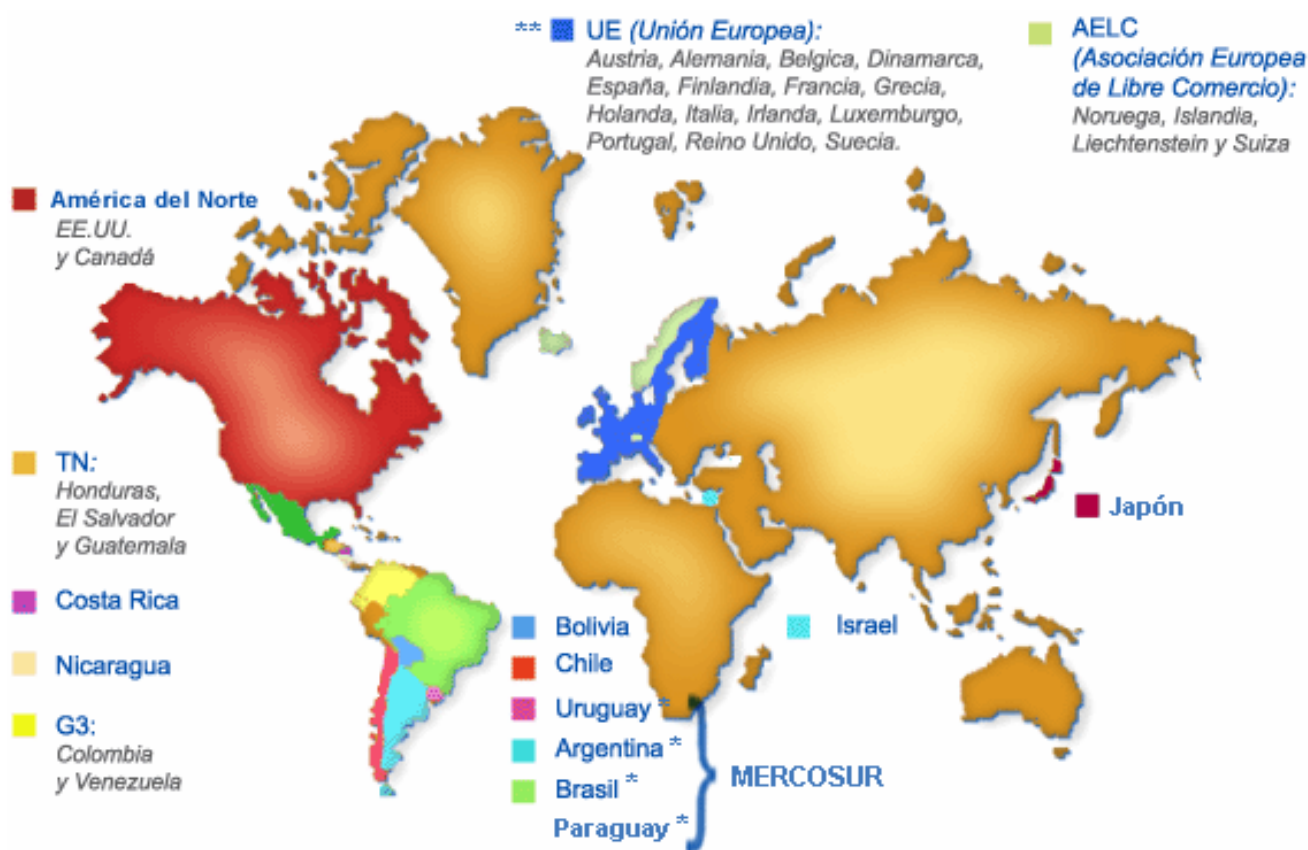 ** UE (Unión Europea):
Austria, Alemania, Belgica, Dinamarca,
España, Finlandia, Francia, Grecia,
Holanda, Italia, Irlanda, Luxemburgo,
Portugal, Reino Unido, Suecia.
AELC
(Asociación Europea
de Libre Comercio):
Noruega, Islandia,
Liechtenstein y Suiza
América del Norte
EE.UU.
y Canadá
TN:
Honduras,
El Salvador
y Guatemala
Costa Rica
Nicaragua
G3:
Colombia
y Venezuela
Bolivia
Chile
Uruguay *
Argentina *
Brasil *
Paraguay *
MERCOSUR
Israel
Japón